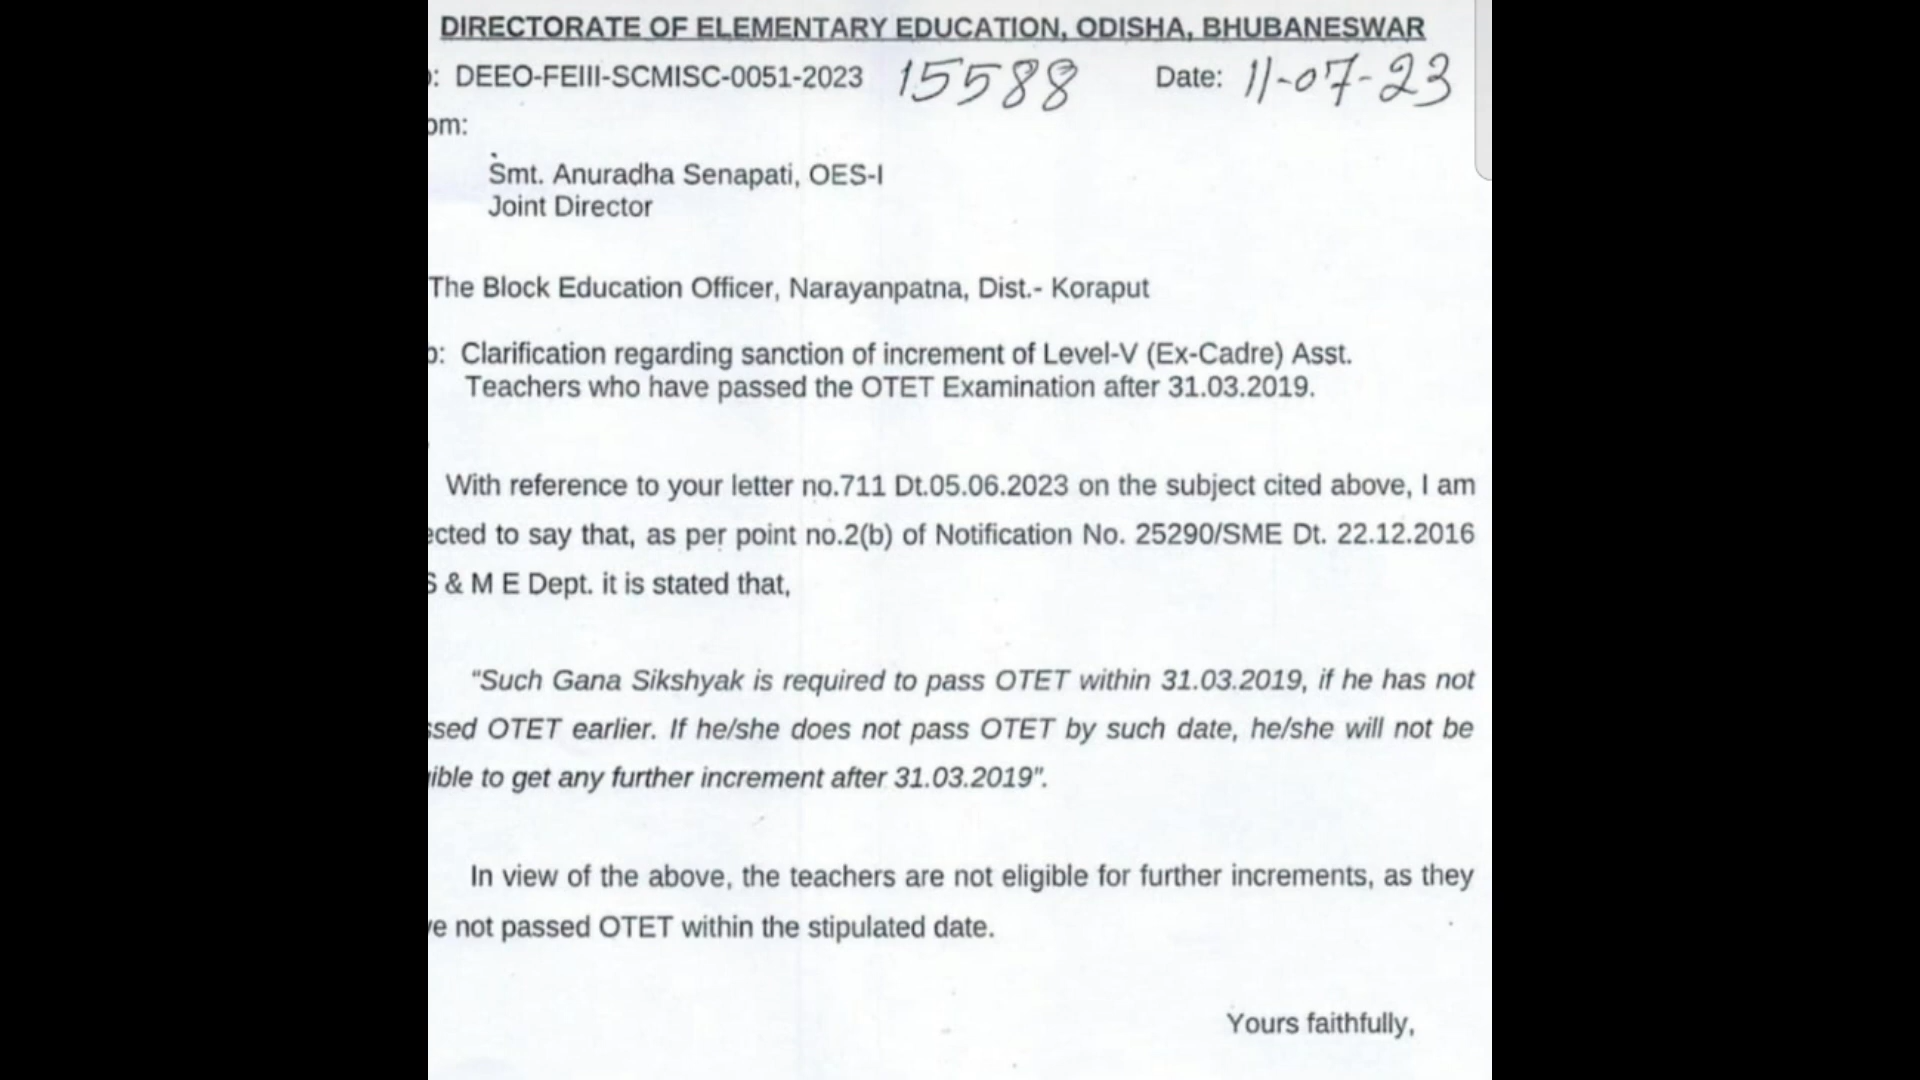 DIRECTORATE OF ELEMENTARY EDUCATION, ODISHA, BHUBANESWAR
: DEEO-FEIII-SCMISC-0051-2023 15588 Date: 11-07-23
om:
Smt. Anuradha Senapati, OES-I
Joint Director
The Block Education Officer, Narayanpatna, Dist.- Koraput
: Clarification regarding sanction of increment of Level-V (Ex-Cadre) Asst.
Teachers who have passed the OTET Examination after 31.03.2019.
With reference to your letter no.711 Dt.05.06.2023 on the subject cited above, I am
ected to say that, as per point no.2(b) of Notification No. 25290/SME Dt. 22.12.2016
S & M E Dept. it is stated that,
"Such Gana Sikshyak is required to pass OTET within 31.03.2019, if he has not
ssed OTET earlier. If he/she does not pass OTET by such date, he/she will not be
ible to get any further increment after 31.03.2019".
In view of the above, the teachers are not eligible for further increments, as they
e not passed OTET within the stipulated date.
Yours faithfully,